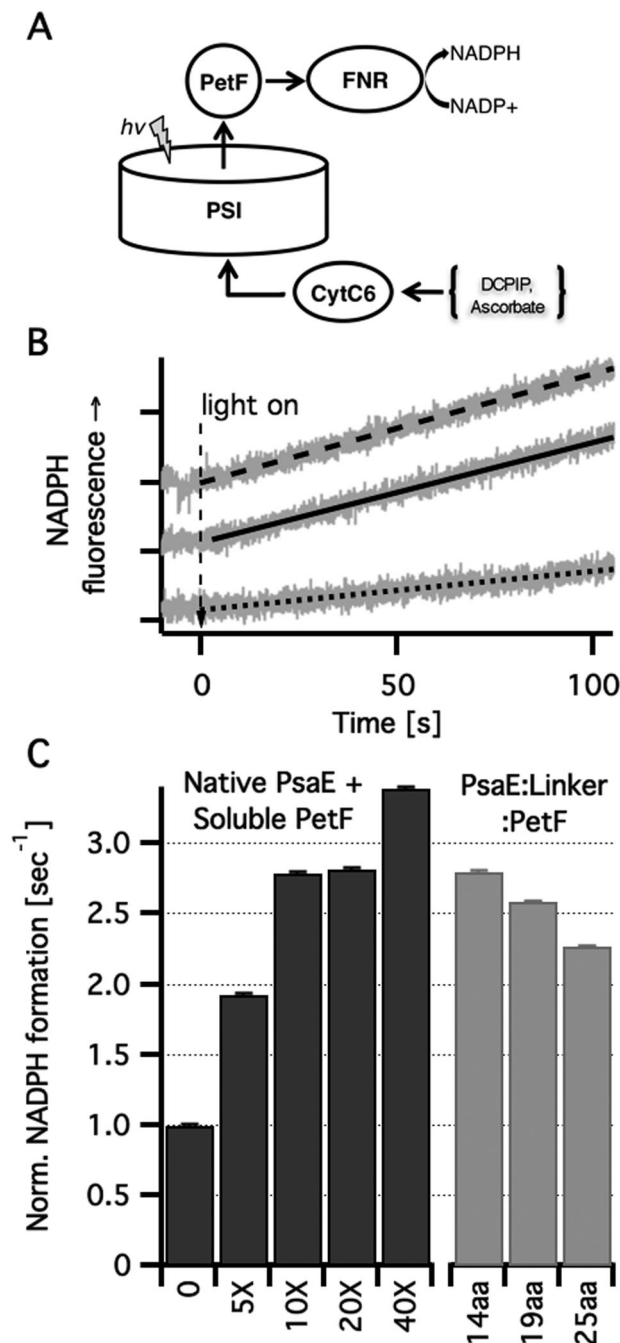 A
PetF
FNR
NADPH
NADP+
hν
PSI
CytC6
DCPIP,
Ascorbate
B
light on
NADPH
fluorescence →
0
50
100
Time [s]
C
Native PsaE +
Soluble PetF
PsaE:Linker
:PetF
Norm. NADPH formation [sec⁻¹]
3.0
2.5
2.0
1.5
1.0
0.5
0
0
5X
10X
20X
40X
14aa
19aa
25aa